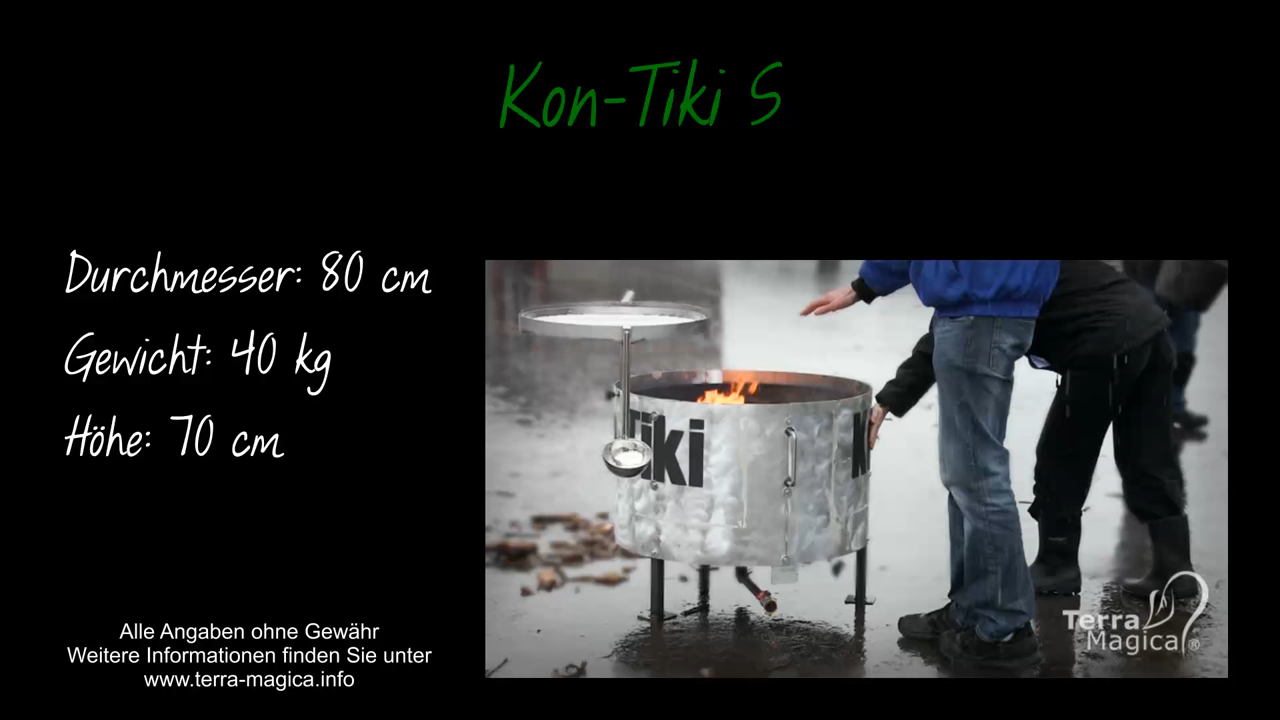 Kon-Tiki S
Durchmesser: 80 cm
Gewicht: 40 kg
Höhe: 70 cm
Tiki
K
Terra
Magica®
Alle Angaben ohne Gewähr
Weitere Informationen finden Sie unter
www.terra-magica.info